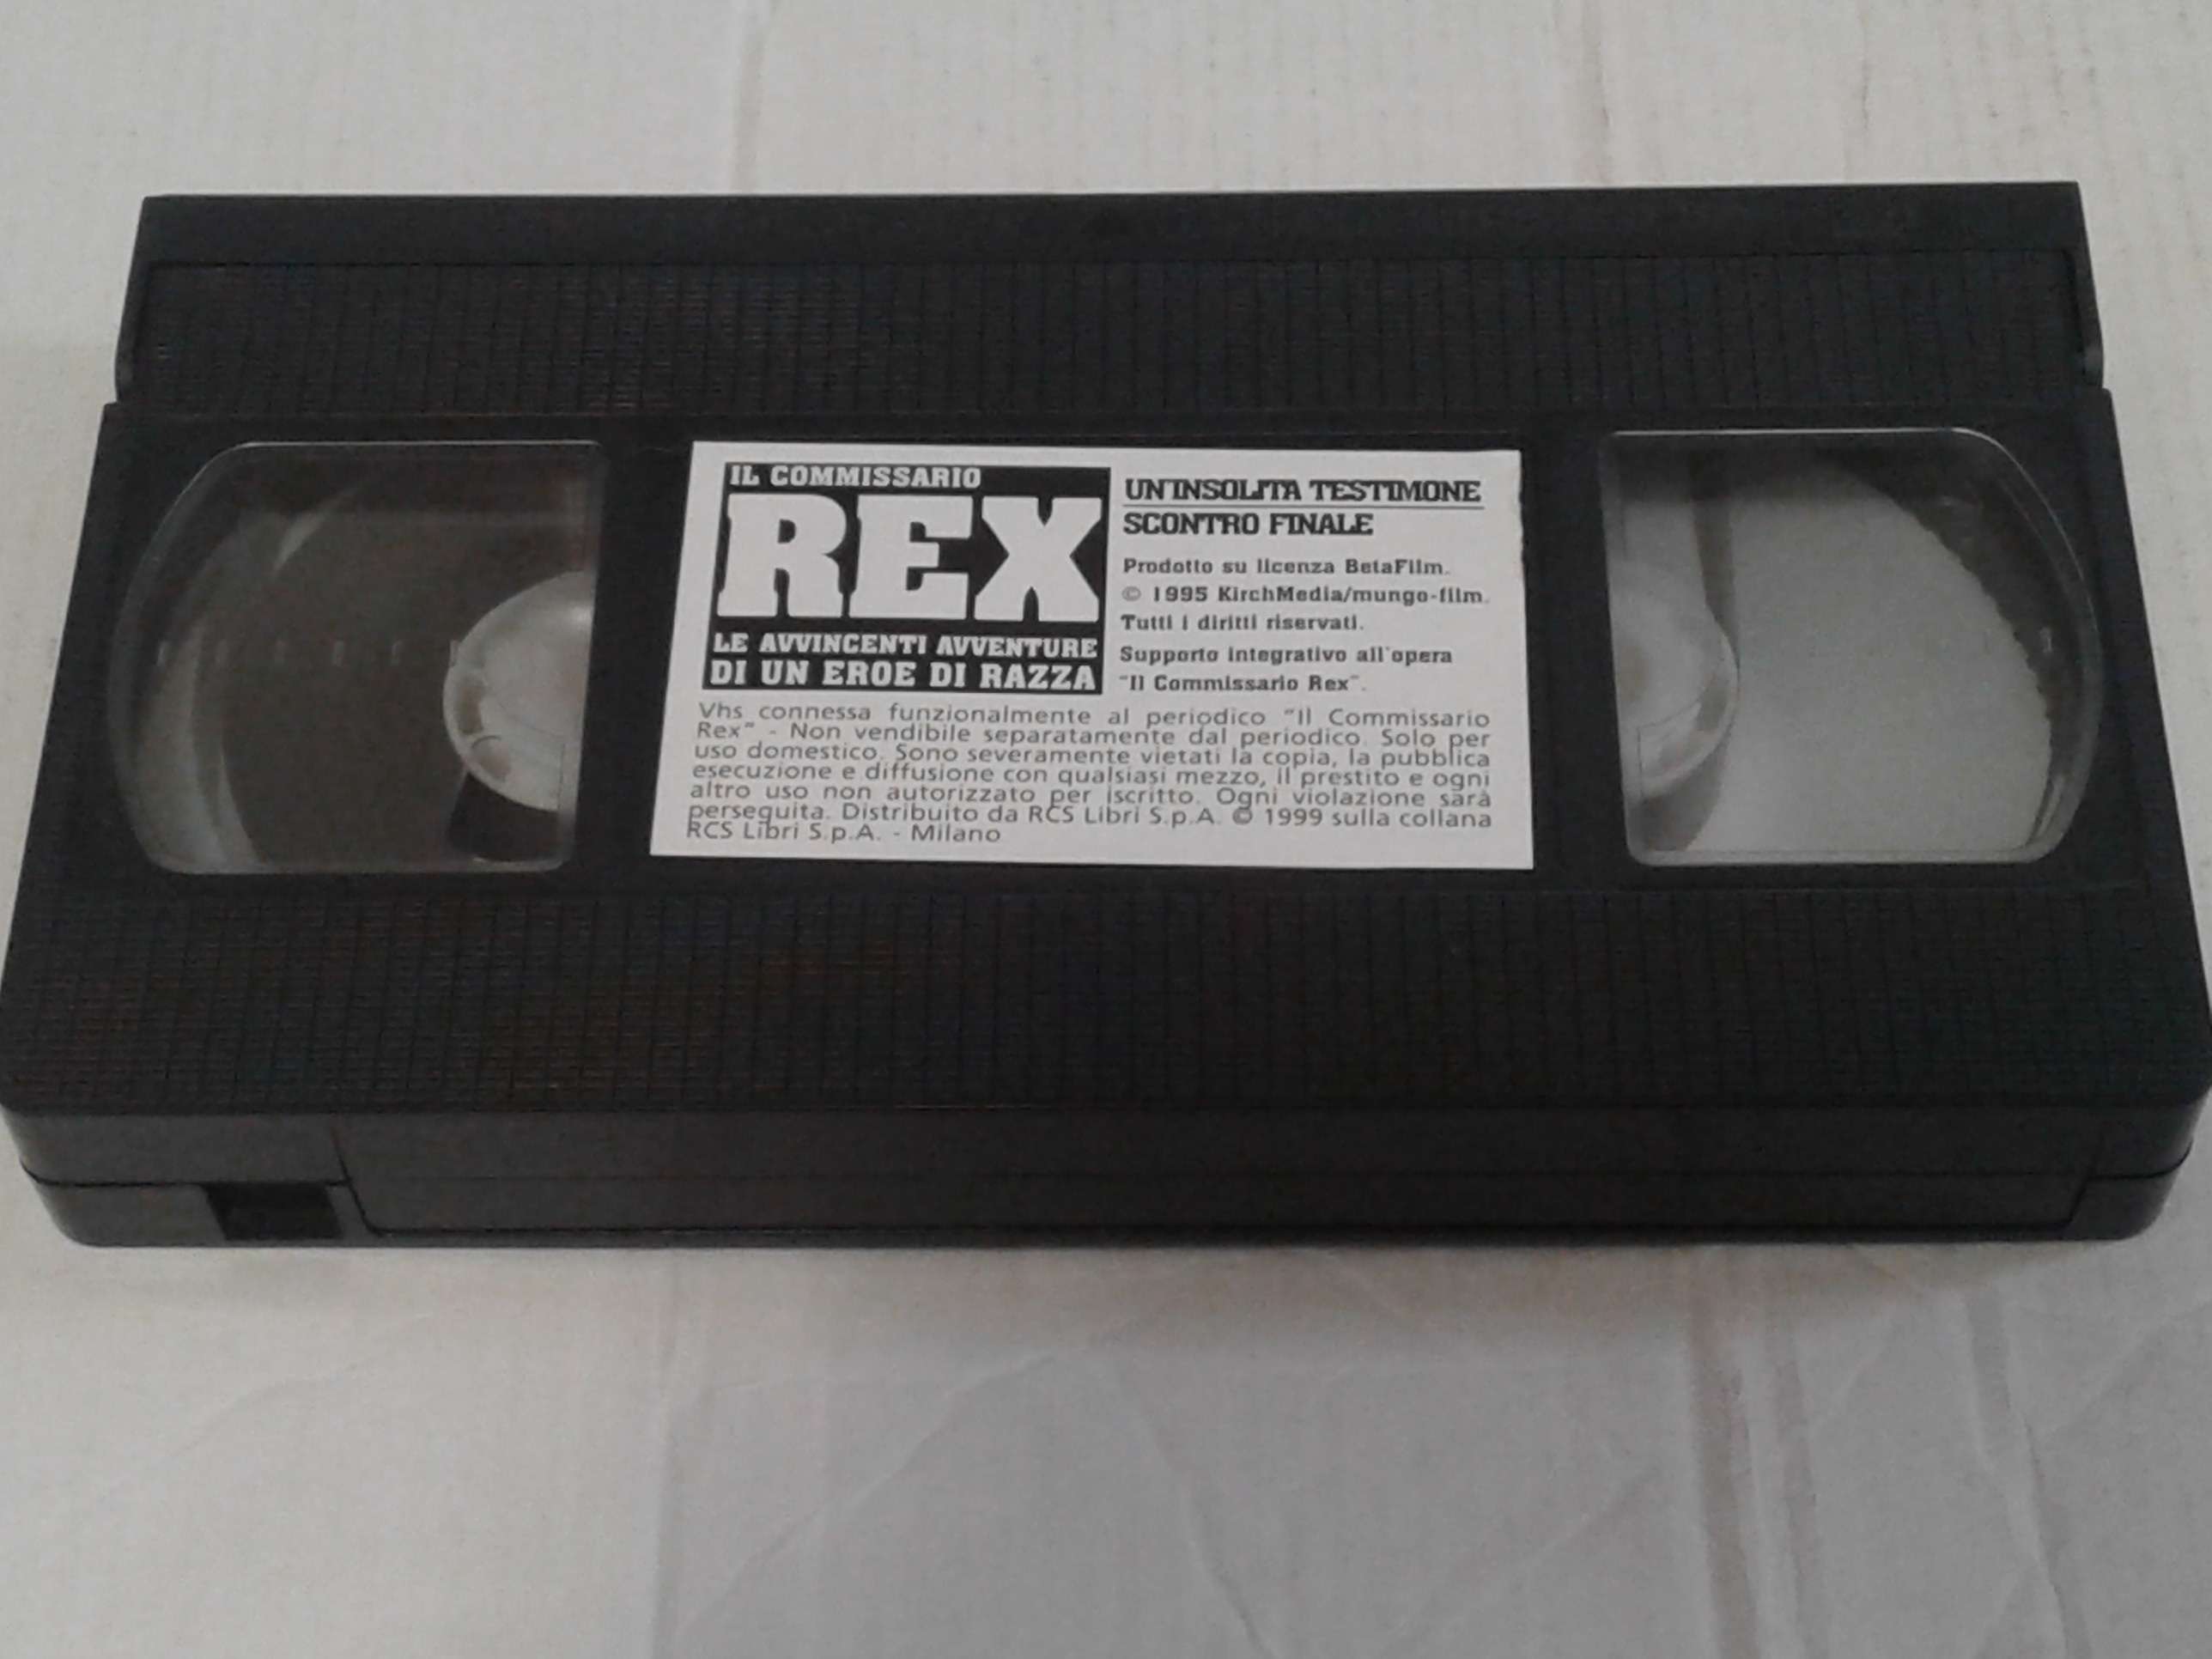 IL COMMISSARIO
REX
LE AVVINCENTI AVVENTURE
DI UN EROE DI RAZZA
UN'INSOLITA TESTIMONE
SCONTRO FINALE
Prodotto su licenza BetaFilm.
© 1995 KirchMedia/mungo-film.
Tutti i diritti riservati.
Supporto integrativo all'opera
"Il Commissario Rex".
Vhs connessa funzionalmente al periodico "Il Commissario
Rex" - Non vendibile separatamente dal periodico. Solo per
uso domestico. Sono severamente vietati la copia, la pubblica
esecuzione e diffusione con qualsiasi mezzo, il prestito e ogni
altro uso non autorizzato per iscritto. Ogni violazione sarà
perseguita. Distribuito da RCS Libri S.p.A. © 1999 sulla collana
RCS Libri S.p.A. - Milano